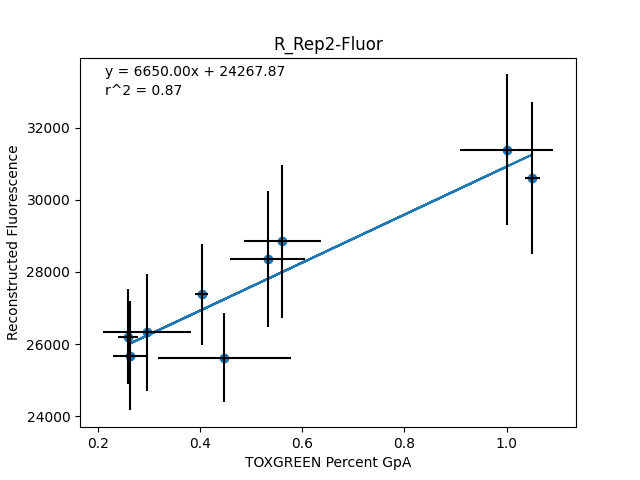 R_Rep2-Fluor
y = 6650.00x + 24267.87
r^2 = 0.87
32000
30000
28000
26000
24000
Reconstructed Fluorescence
0.2 0.4 0.6 0.8 1.0
TOXGREEN Percent GpA